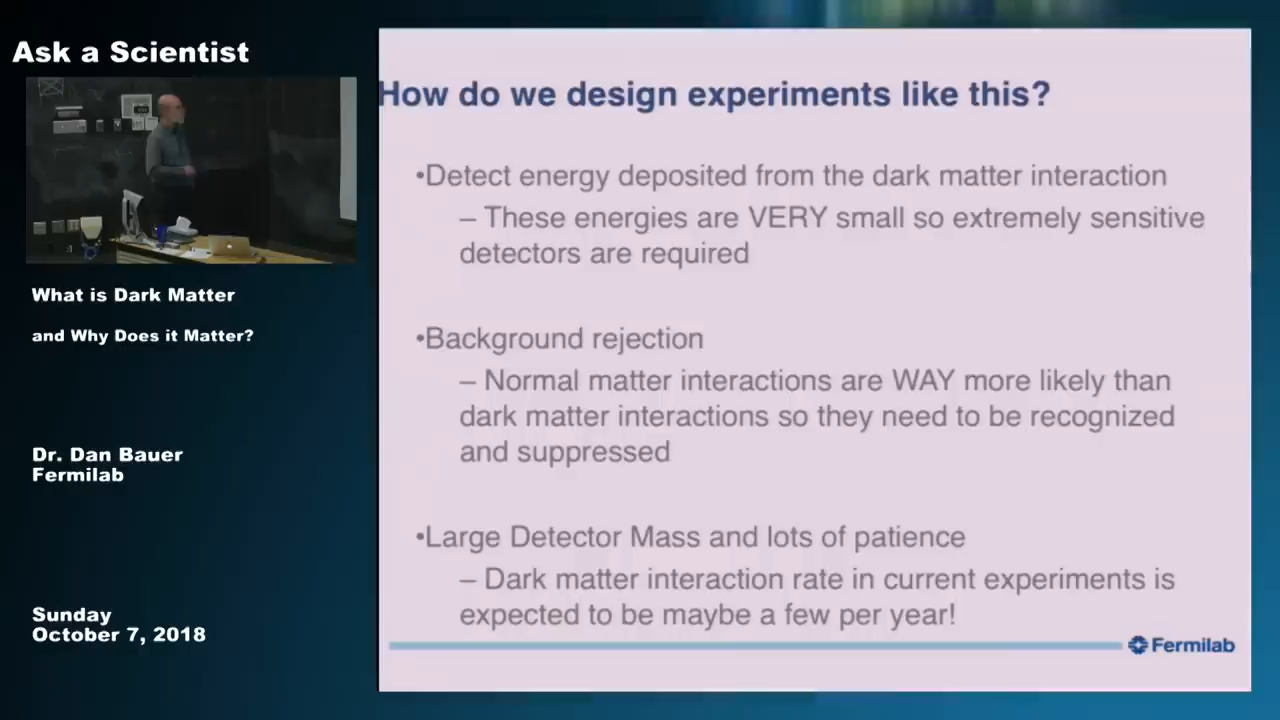 Ask a Scientist
What is Dark Matter
and Why Does it Matter?
Dr. Dan Bauer
Fermilab
Sunday
October 7, 2018
How do we design experiments like this?
•Detect energy deposited from the dark matter interaction
– These energies are VERY small so extremely sensitive
detectors are required
•Background rejection
– Normal matter interactions are WAY more likely than
dark matter interactions so they need to be recognized
and suppressed
•Large Detector Mass and lots of patience
– Dark matter interaction rate in current experiments is
expected to be maybe a few per year!
Fermilab